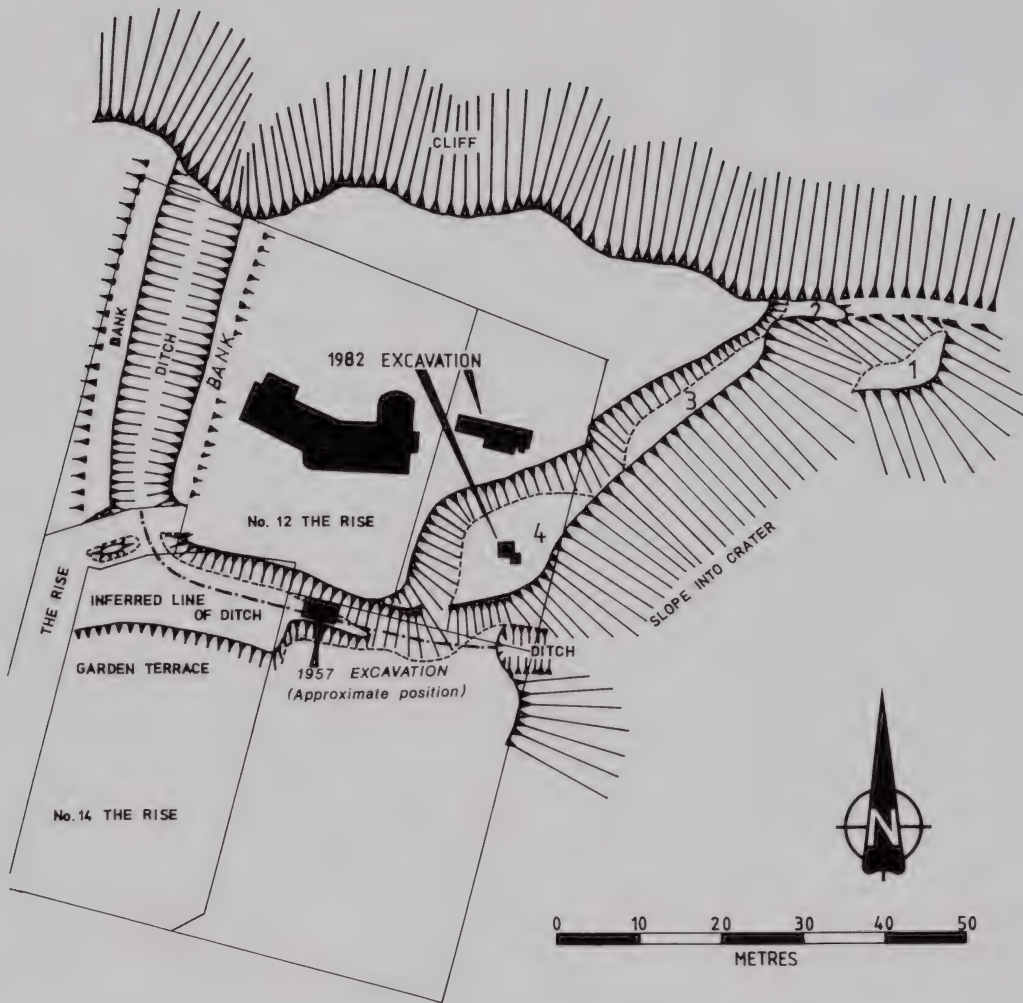 CLIFF
BANK
DITCH
BANK
2
1
1982 EXCAVATION
3
4
No. 12 THE RISE
SLOPE INTO CRATER
THE RISE
INFERRED LINE
OF DITCH
DITCH
GARDEN TERRACE
1957 EXCAVATION
(Approximate position)
No. 14 THE RISE
N
0 10 20 30 40 50
METRES